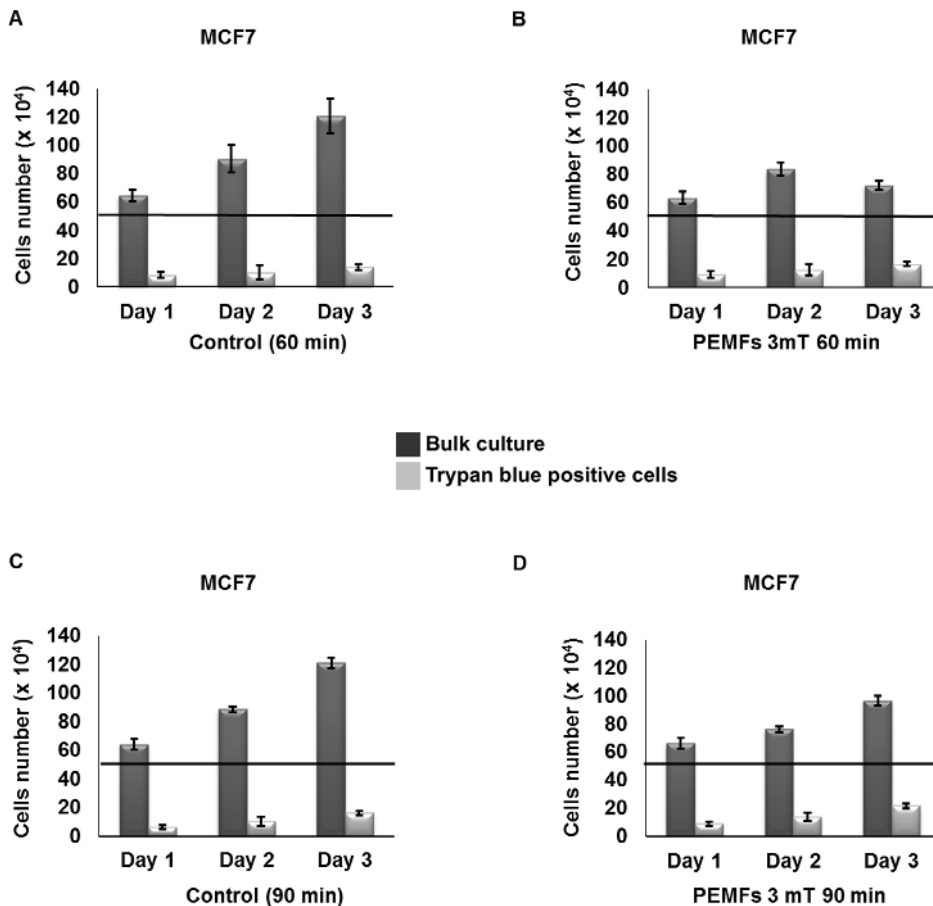 A
MCF7
Cells number (x 10⁴)
140
120
100
80
60
40
20
0
Day 1 Day 2 Day 3
Control (60 min)
B
MCF7
Cells number (x 10⁴)
140
120
100
80
60
40
20
0
Day 1 Day 2 Day 3
PEMFs 3mT 60 min
Bulk culture
Trypan blue positive cells
C
MCF7
Cells number (x 10⁴)
140
120
100
80
60
40
20
0
Day 1 Day 2 Day 3
Control (90 min)
D
MCF7
Cells number (x 10⁴)
140
120
100
80
60
40
20
0
Day 1 Day 2 Day 3
PEMFs 3 mT 90 min